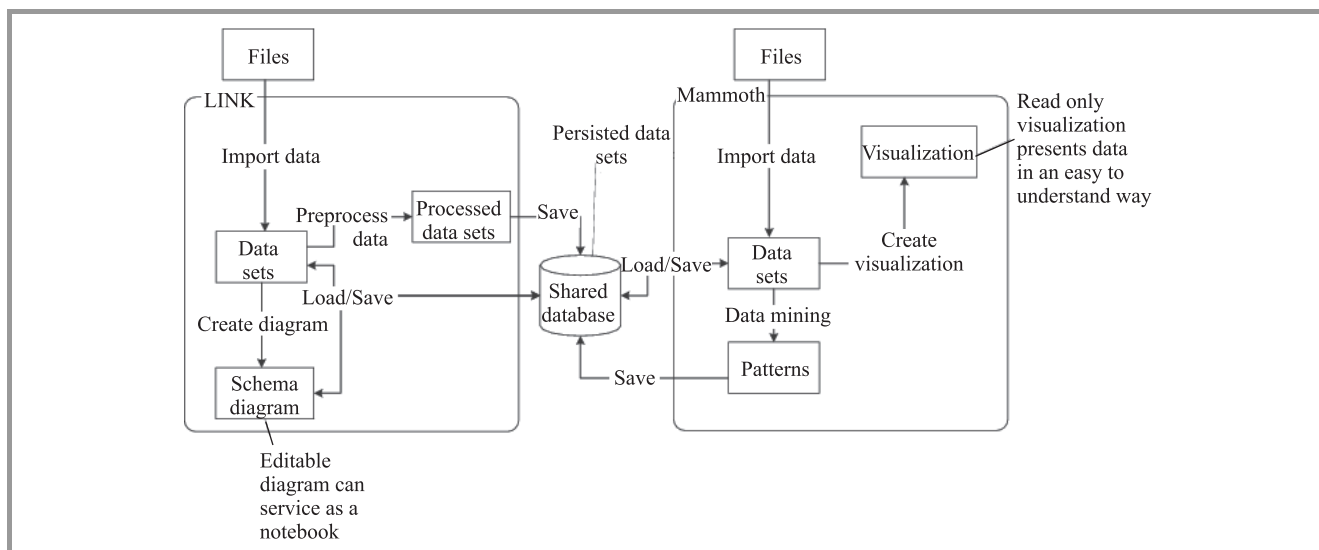 Files
LINK
Import data
Preprocess
data
Processed
data sets
Save
Data
sets
Load/Save
Create diagram
Schema
diagram
Editable
diagram can
service as a
notebook
Persisted data
sets
Shared
database
Files
Mammoth
Import data
Load/Save
Data
sets
Create
visualization
Visualization
Read only
visualization
presents data
in an easy to
understand way
Data mining
Patterns
Save